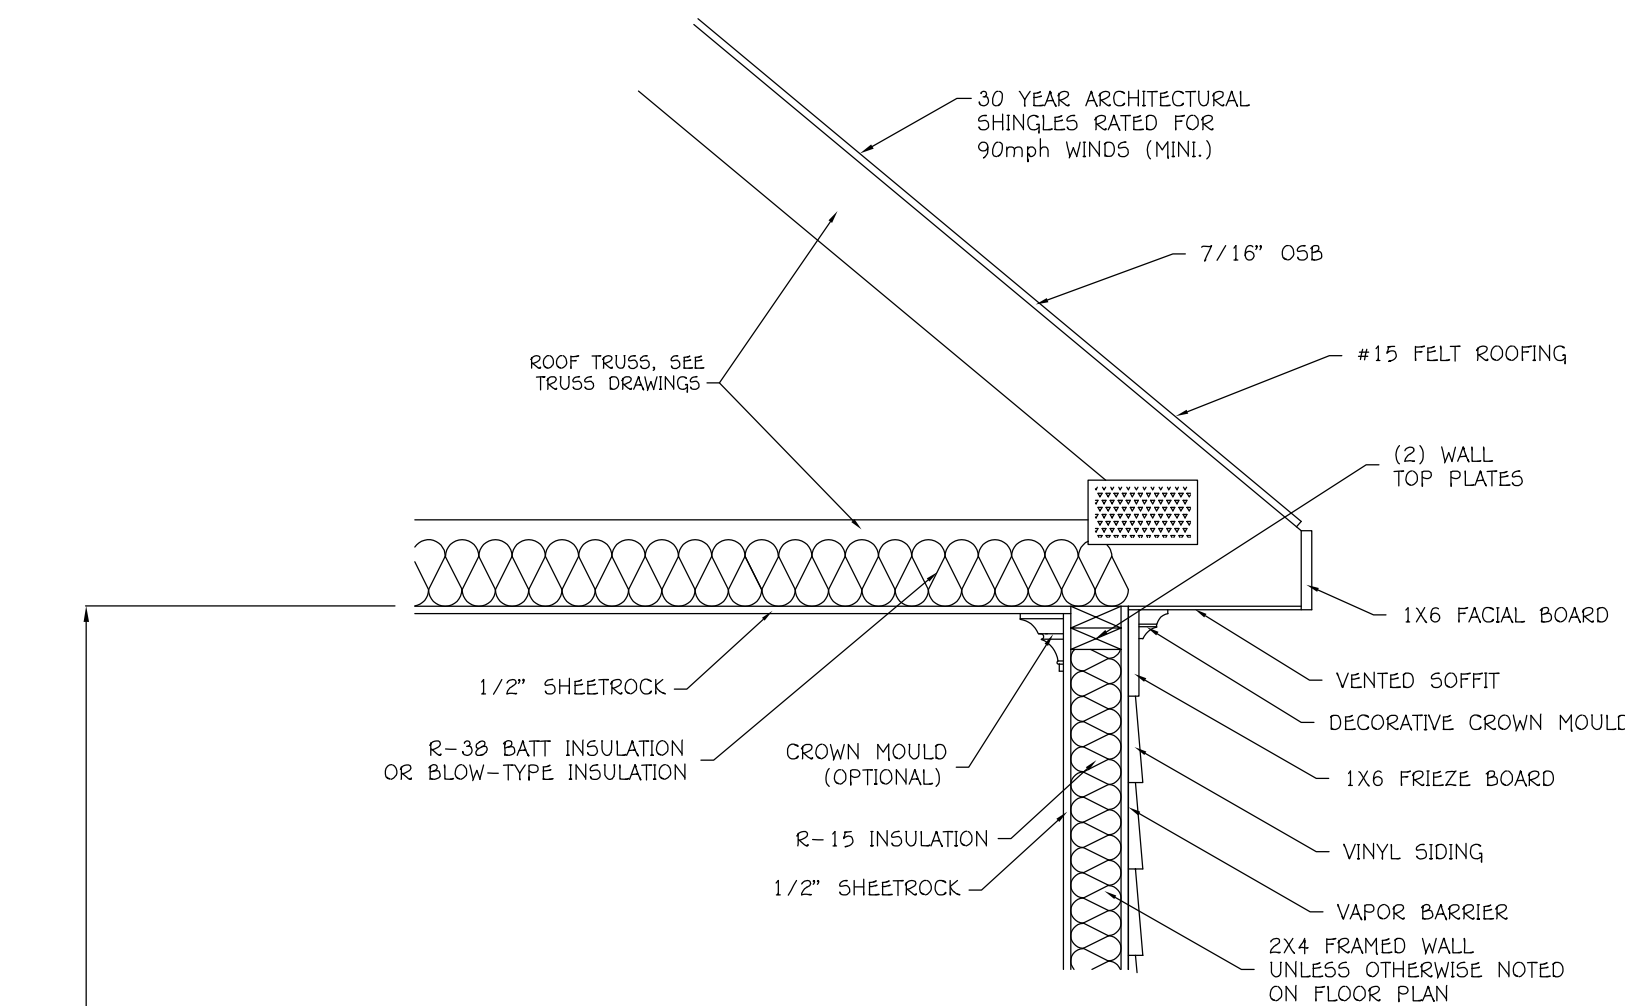 30 YEAR ARCHITECTURAL
SHINGLES RATED FOR
90mph WINDS (MINI.)
7/16” OSB
ROOF TRUSS, SEE
TRUSS DRAWINGS
#15 FELT ROOFING
(2) WALL
TOP PLATES
1X6 FACIAL BOARD
1/2” SHEETROCK
VENTED SOFFIT
DECORATIVE CROWN MOULD
R-38 BATT INSULATION
OR BLOW-TYPE INSULATION
CROWN MOULD
(OPTIONAL)
1X6 FRIEZE BOARD
R-15 INSULATION
VINYL SIDING
1/2” SHEETROCK
VAPOR BARRIER
2X4 FRAMED WALL
UNLESS OTHERWISE NOTED
ON FLOOR PLAN